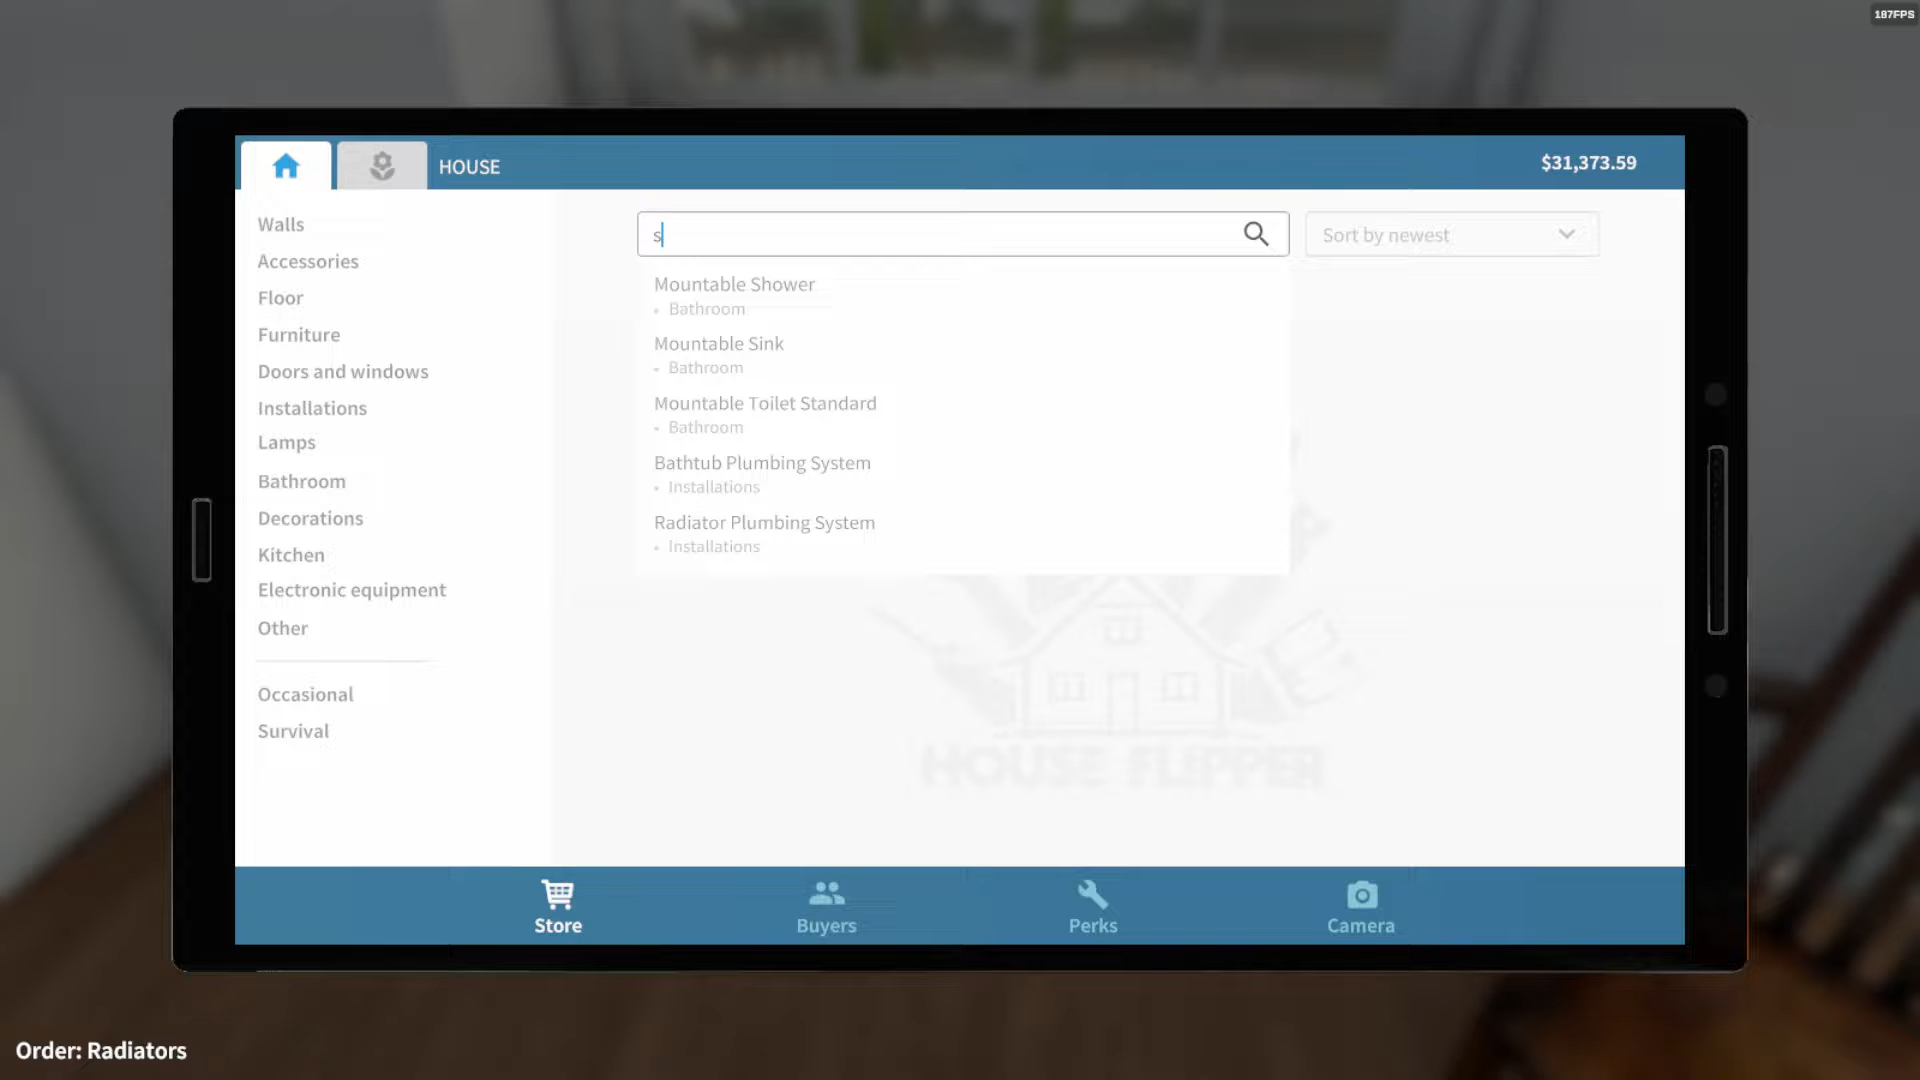 187FPS
HOUSE
$31,373.59
Walls
Accessories
Floor
Furniture
Doors and windows
Installations
Lamps
Bathroom
Decorations
Kitchen
Electronic equipment
Other
Occasional
Survival
s
Sort by newest
Mountable Shower
• Bathroom
Mountable Sink
• Bathroom
Mountable Toilet Standard
• Bathroom
Bathtub Plumbing System
• Installations
Radiator Plumbing System
• Installations
HOUSE FLIPPER
Store
Buyers
Perks
Camera
Order: Radiators